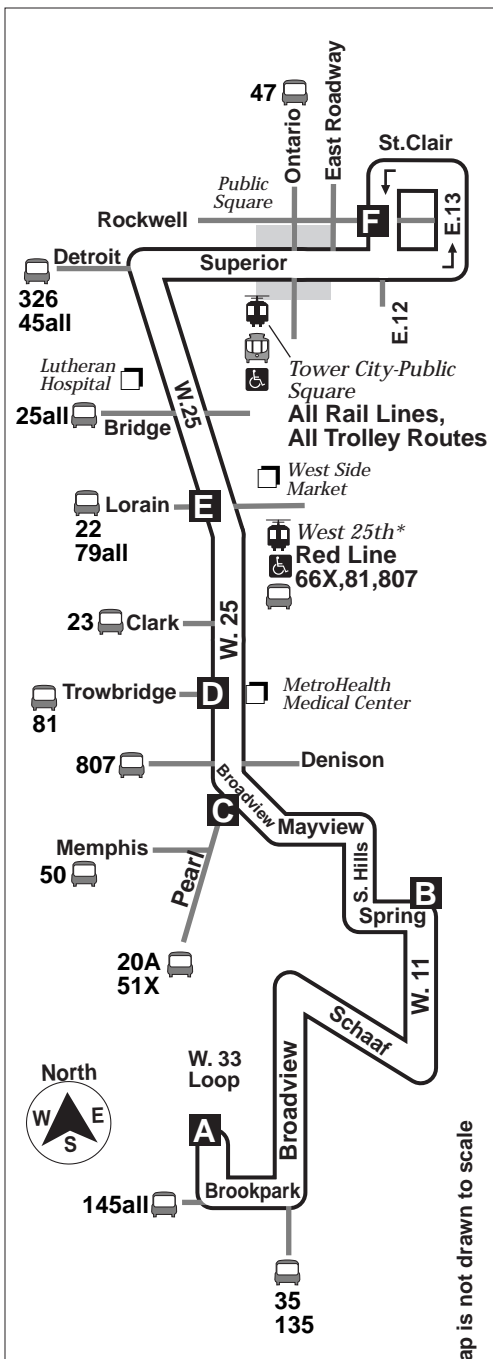 47
Ontario
East Roadway
St.Clair
Public
Square
Rockwell
F
E.13
Detroit
Superior
326
45all
E.12
Lutheran
Hospital
W.25
Tower City-Public
Square
All Rail Lines,
All Trolley Routes
25all
Bridge
West Side
Market
Lorain
E
22
79all
West 25th*
Red Line
66X,81,807
W. 25
23
Clark
Trowbridge
D
MetroHealth
Medical Center
81
807
Denison
Broadview
C
Mayview
Memphis
50
Pearl
S. Hills
B
Spring
20A
51X
W. 11
Schaaf
Broadview
W. 33
Loop
North
W
E
S
A
Brookpark
145all
35
135
ap is not drawn to scale